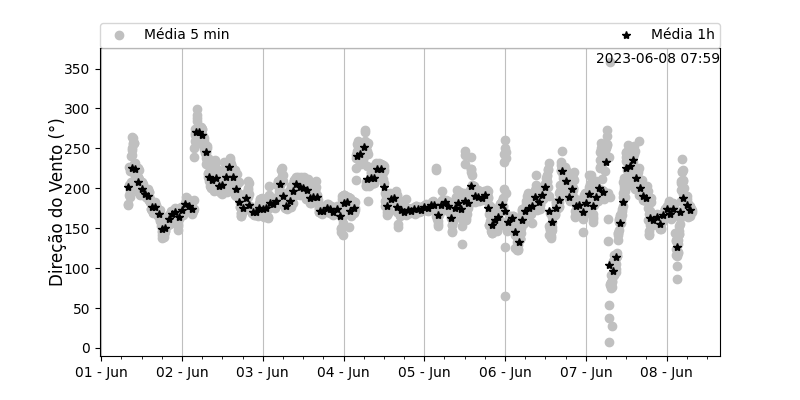 Média 5 min
Média 1h
2023-06-08 07:59
Direção do Vento (°)
350
300
250
200
150
100
50
0
01 - Jun
02 - Jun
03 - Jun
04 - Jun
05 - Jun
06 - Jun
07 - Jun
08 - Jun